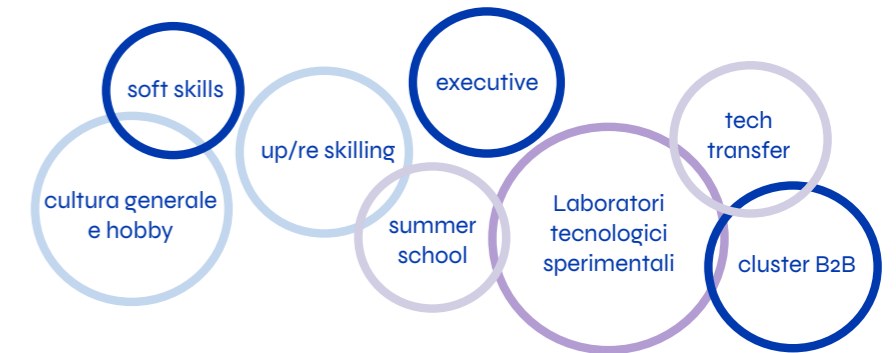 soft skills
cultura generale
e hobby
up/re skilling
executive
summer
school
Laboratori
tecnologici
sperimentali
tech
transfer
cluster B2B